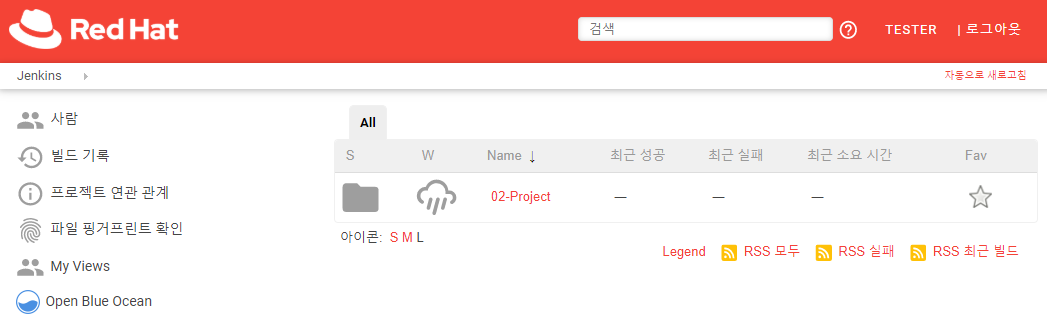 Red Hat
검색
TESTER
| 로그아웃
Jenkins
자동으로 새로고침
사람
빌드 기록
프로젝트 연관 관계
파일 핑거프린트 확인
My Views
Open Blue Ocean
All
S W Name ↓ 최근 성공 최근 실패 최근 소요 시간 Fav
02-Project — — —
아이콘: S M L
Legend RSS 모두 RSS 실패 RSS 최근 빌드